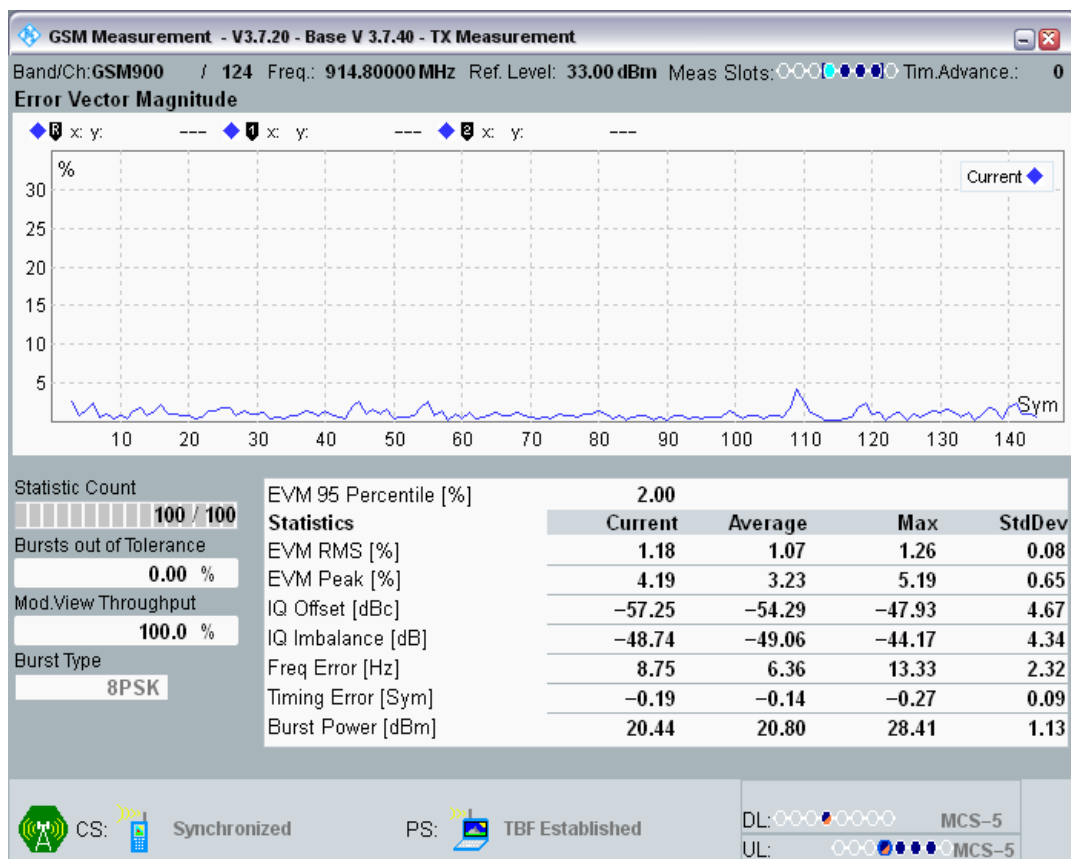 GSM Measurement - V3.7.20 - Base V 3.7.40 - TX Measurement
Band/Ch:GSM900 / 124 Freq.: 914.80000 MHz Ref. Level: 33.00 dBm Meas Slots: Tim.Advance.: 0
Error Vector Magnitude
R x: y: --- 1 x: y: --- 2 x: y: ---
%
Current
30
25
20
15
10
5
Sym
10 20 30 40 50 60 70 80 90 100 110 120 130 140
Statistic Count
100 / 100
Bursts out of Tolerance
0.00 %
Mod.View Throughput
100.0 %
Burst Type
8PSK
EVM 95 Percentile [%] 2.00
Statistics Current Average Max StdDev
EVM RMS [%] 1.18 1.07 1.26 0.08
EVM Peak [%] 4.19 3.23 5.19 0.65
IQ Offset [dBc] −57.25 −54.29 −47.93 4.67
IQ Imbalance [dB] −48.74 −49.06 −44.17 4.34
Freq Error [Hz] 8.75 6.36 13.33 2.32
Timing Error [Sym] −0.19 −0.14 −0.27 0.09
Burst Power [dBm] 20.44 20.80 28.41 1.13
CS: Synchronized PS: TBF Established
DL: MCS−5
UL: MCS−5